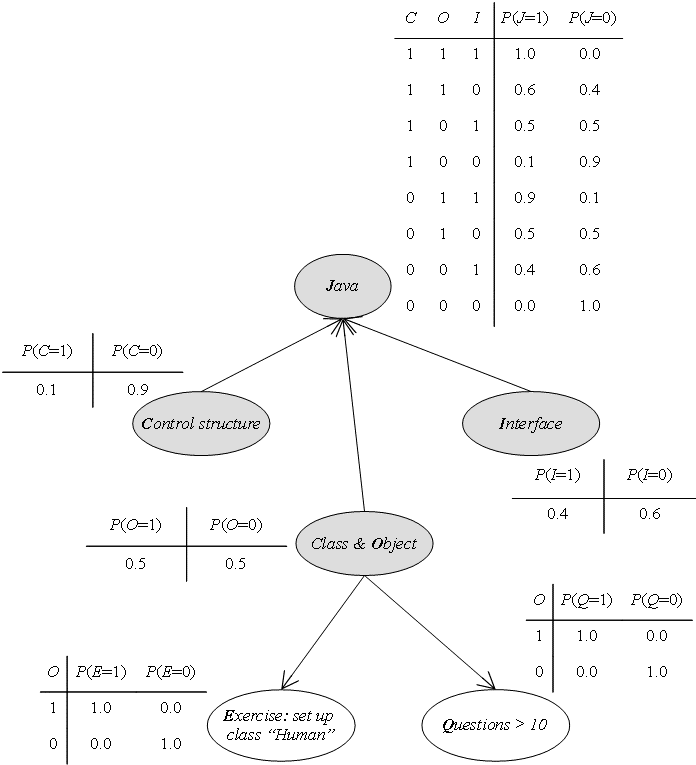 C O I P(J=1) P(J=0)
1 1 1 1.0 0.0
1 1 0 0.6 0.4
1 0 1 0.5 0.5
1 0 0 0.1 0.9
0 1 1 0.9 0.1
0 1 0 0.5 0.5
0 0 1 0.4 0.6
0 0 0 0.0 1.0
Java
P(C=1) P(C=0)
0.1 0.9
Control structure
Interface
P(I=1) P(I=0)
0.4 0.6
P(O=1) P(O=0)
0.5 0.5
Class & Object
O P(Q=1) P(Q=0)
1 1.0 0.0
0 0.0 1.0
O P(E=1) P(E=0)
1 1.0 0.0
0 0.0 1.0
Exercise: set up
class “Human”
Questions > 10